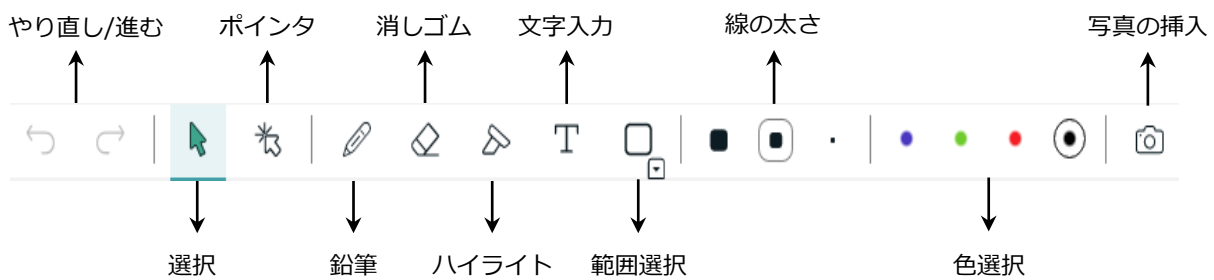 やり直し/進む
ポインタ
消しゴム
文字入力
線の太さ
写真の挿入
選択
鉛筆
ハイライト
範囲選択
色選択